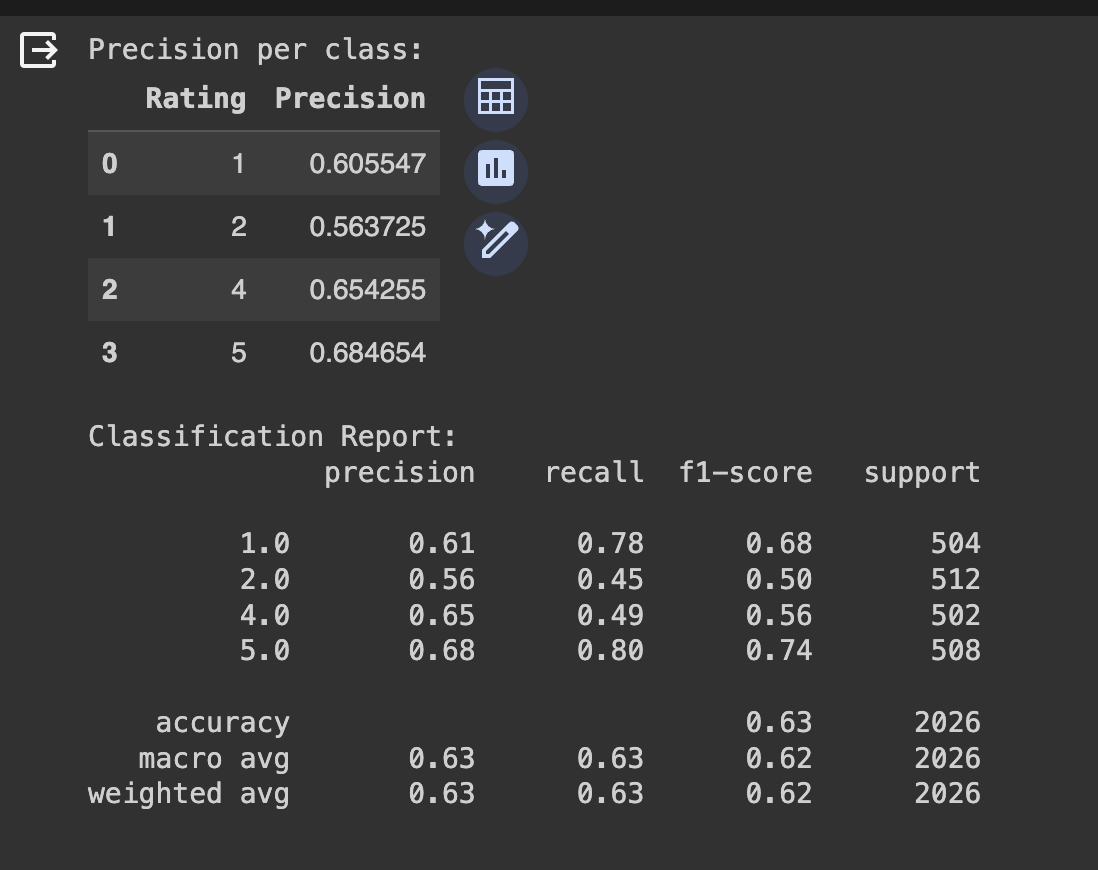 Precision per class:
Rating Precision
0 1 0.605547
1 2 0.563725
2 4 0.654255
3 5 0.684654
Classification Report:
precision recall f1-score support
1.0 0.61 0.78 0.68 504
2.0 0.56 0.45 0.50 512
4.0 0.65 0.49 0.56 502
5.0 0.68 0.80 0.74 508
accuracy 0.63 2026
macro avg 0.63 0.63 0.62 2026
weighted avg 0.63 0.63 0.62 2026